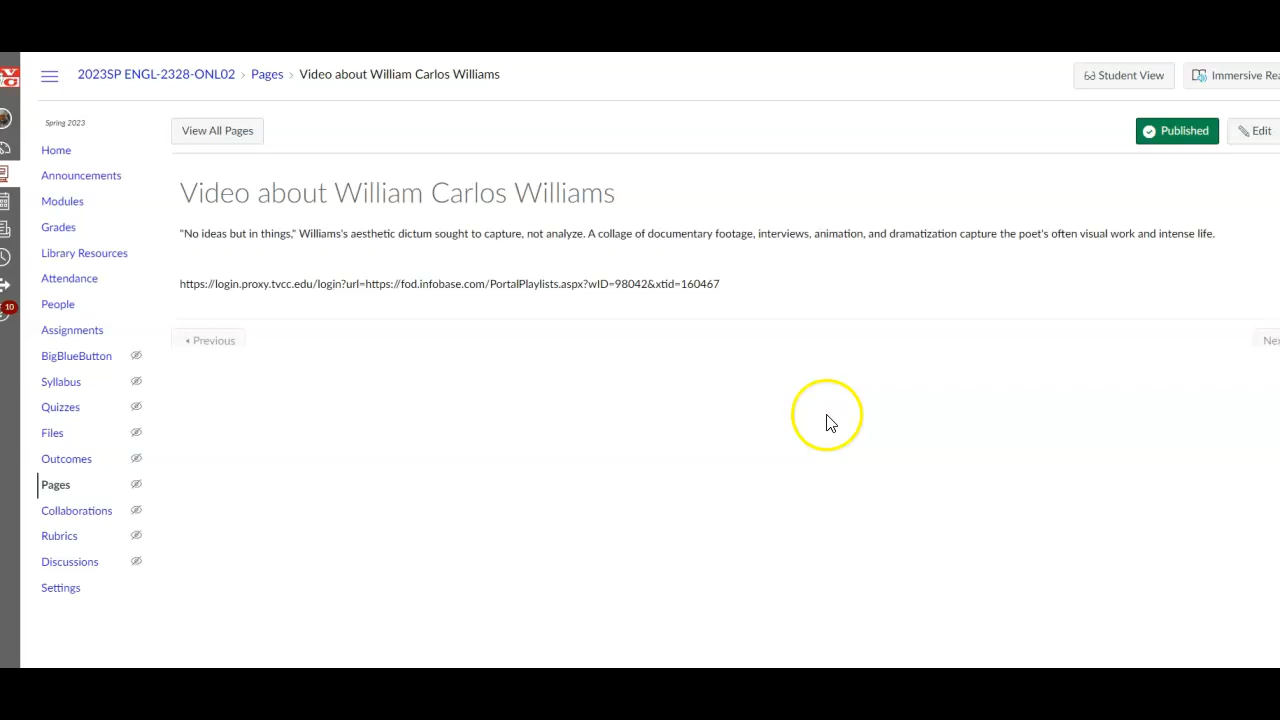 2023SP ENGL-2328-ONL02 › Pages › Video about William Carlos Williams
Student View
Immersive Rea
Spring 2023
View All Pages
Published
Edit
Home
Announcements
Modules
Grades
Library Resources
Attendance
People
Assignments
BigBlueButton
Syllabus
Quizzes
Files
Outcomes
Pages
Collaborations
Rubrics
Discussions
Settings
10
Video about William Carlos Williams
"No ideas but in things," Williams's aesthetic dictum sought to capture, not analyze. A collage of documentary footage, interviews, animation, and dramatization capture the poet's often visual work and intense life.
https://login.proxy.tvcc.edu/login?url=https://fod.infobase.com/PortalPlaylists.aspx?wID=98042&xtid=160467
Previous
Nex